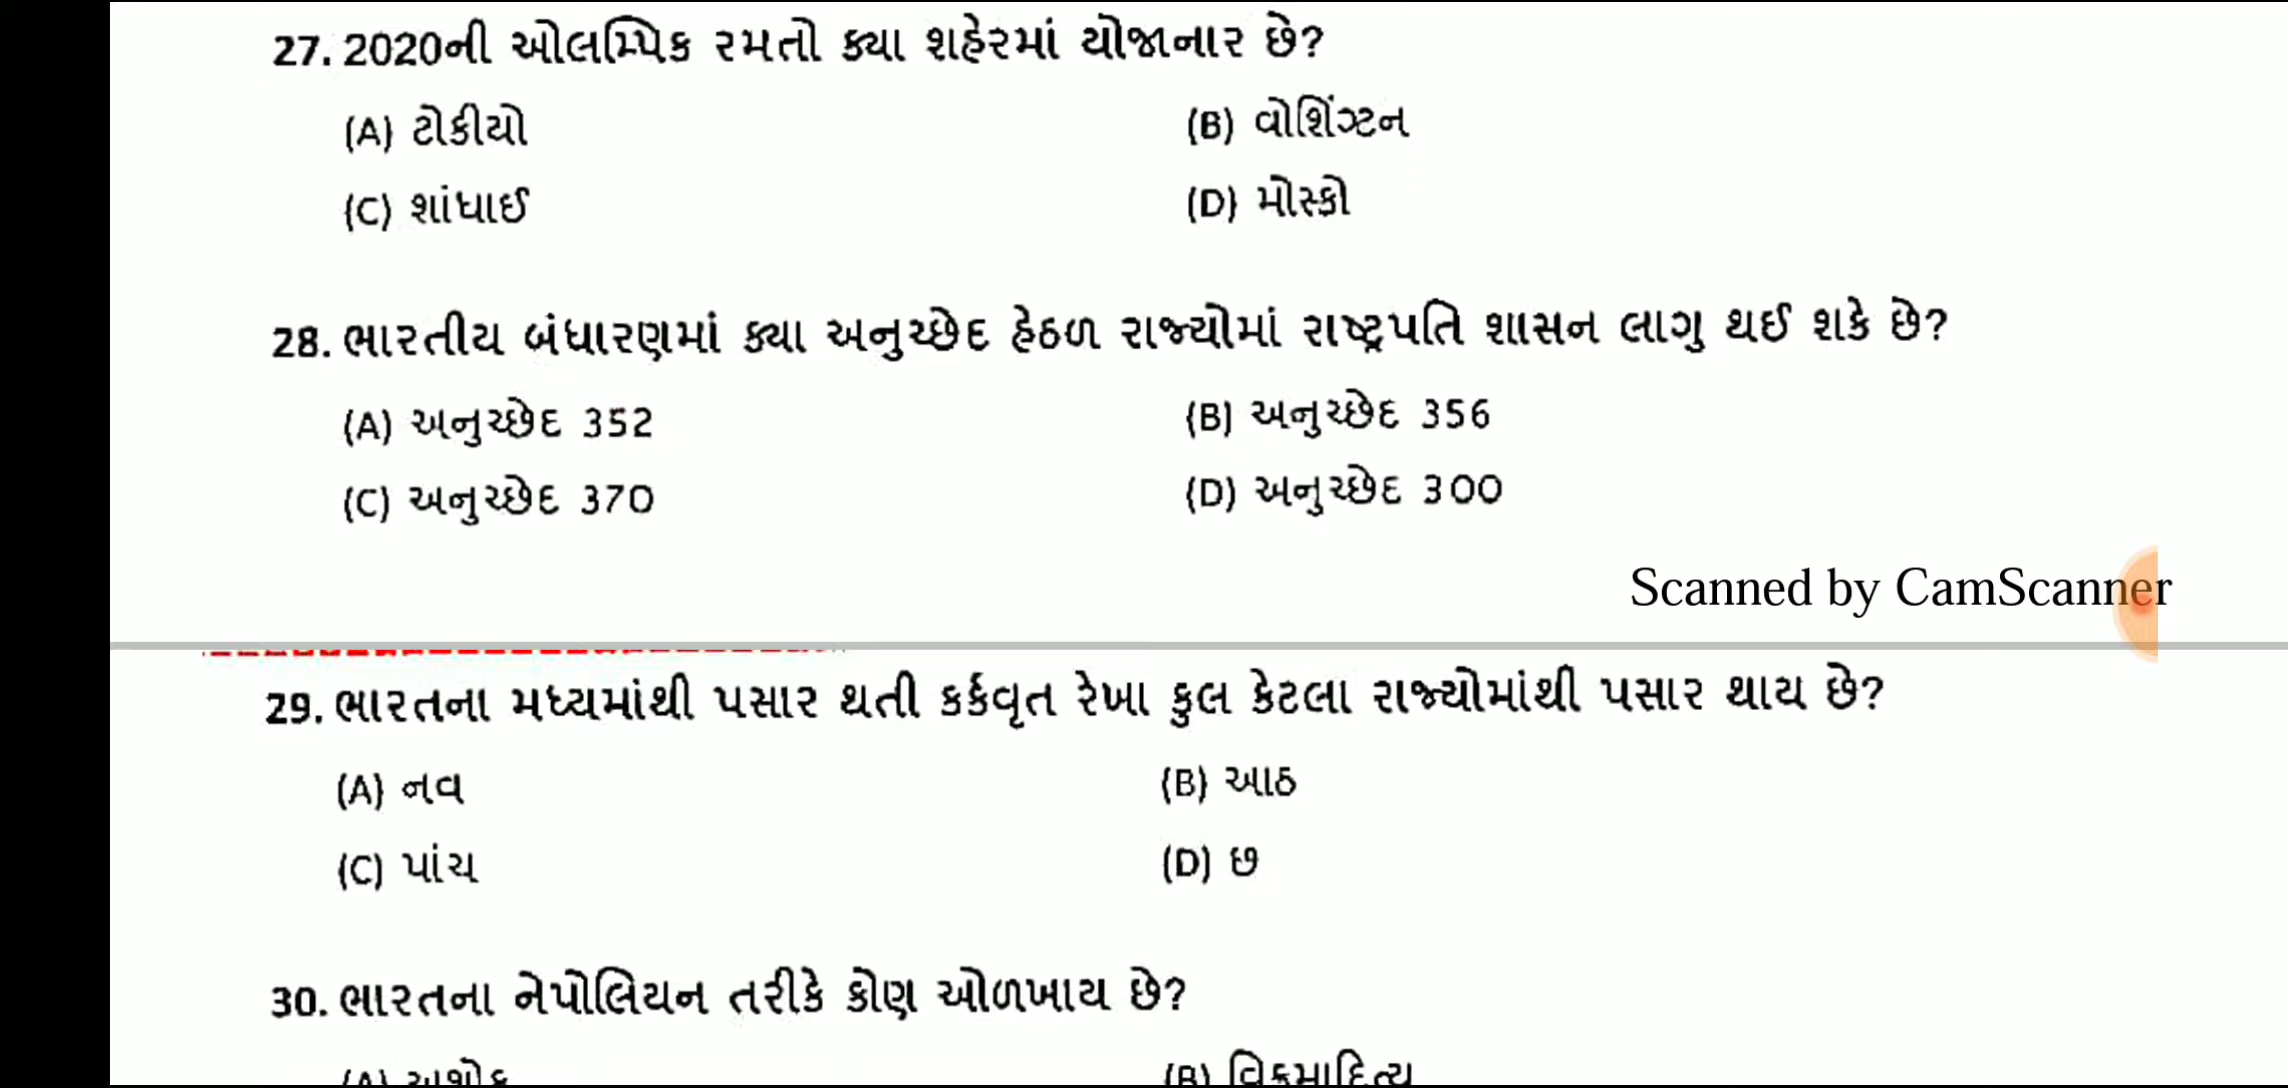 27. 2020ની ઓલમ્પિક રમતો ક્યા શહેરમાં યોજાનાર છે?
(A) ટોકીયો (B) વોશિંગ્ટન
(C) શાંઘાઈ (D) મોસ્કો
28. ભારતીય બંધારણમાં ક્યા અનુચ્છેદ હેઠળ રાજ્યોમાં રાષ્ટ્રપતિ શાસન લાગુ થઈ શકે છે?
(A) અનુચ્છેદ 352 (B) અનુચ્છેદ 356
(C) અનુચ્છેદ 370 (D) અનુચ્છેદ 300
Scanned by CamScanner
29. ભારતના મધ્યમાંથી પસાર થતી કર્કવૃત રેખા કુલ કેટલા રાજ્યોમાંથી પસાર થાય છે?
(A) નવ (B) આઠ
(C) પાંચ (D) છ
30. ભારતના નેપોલિયન તરીકે કોણ ઓળખાય છે?
(A) અશોક (B) વિક્રમાદિત્ય